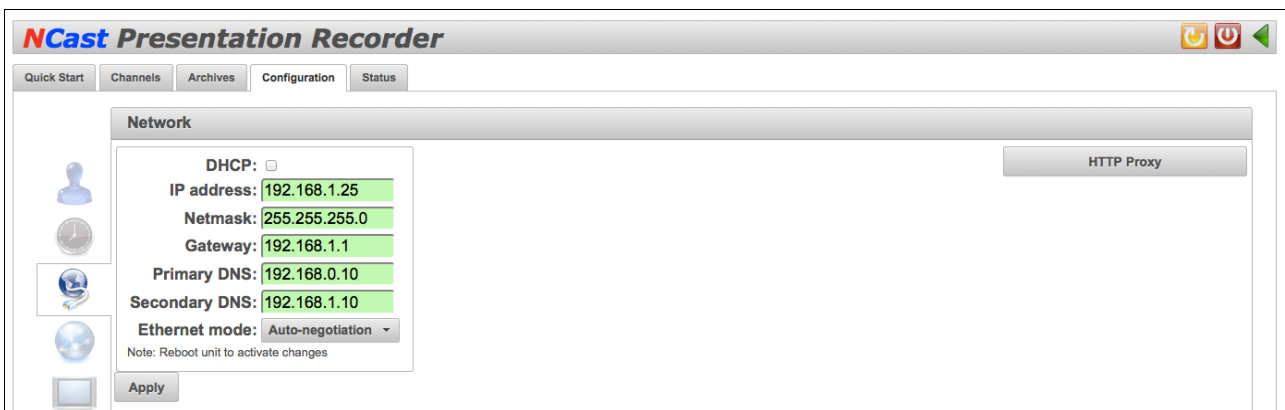 NCast Presentation Recorder
Quick Start Channels Archives Configuration Status
Network
HTTP Proxy
DHCP:
IP address: 192.168.1.25
Netmask: 255.255.255.0
Gateway: 192.168.1.1
Primary DNS: 192.168.0.10
Secondary DNS: 192.168.1.10
Ethernet mode: Auto-negotiation
Note: Reboot unit to activate changes
Apply